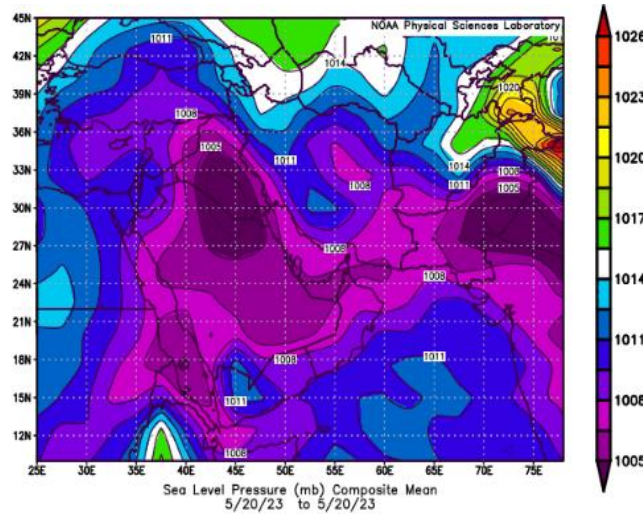 NOAA Physical Sciences Laboratory
45N
42N
39N
36N
33N
30N
27N
24N
21N
18N
15N
12N
1011
1014
1020
1008
1005
1011
1008
1014
1011
1008
1005
1008
1008
1008
1011
1011
1008
25E
30E
35E
40E
45E
50E
55E
60E
65E
70E
75E
1026
1023
1020
1017
1014
1011
1008
1005
Sea Level Pressure (mb) Composite Mean
5/20/23 to 5/20/23